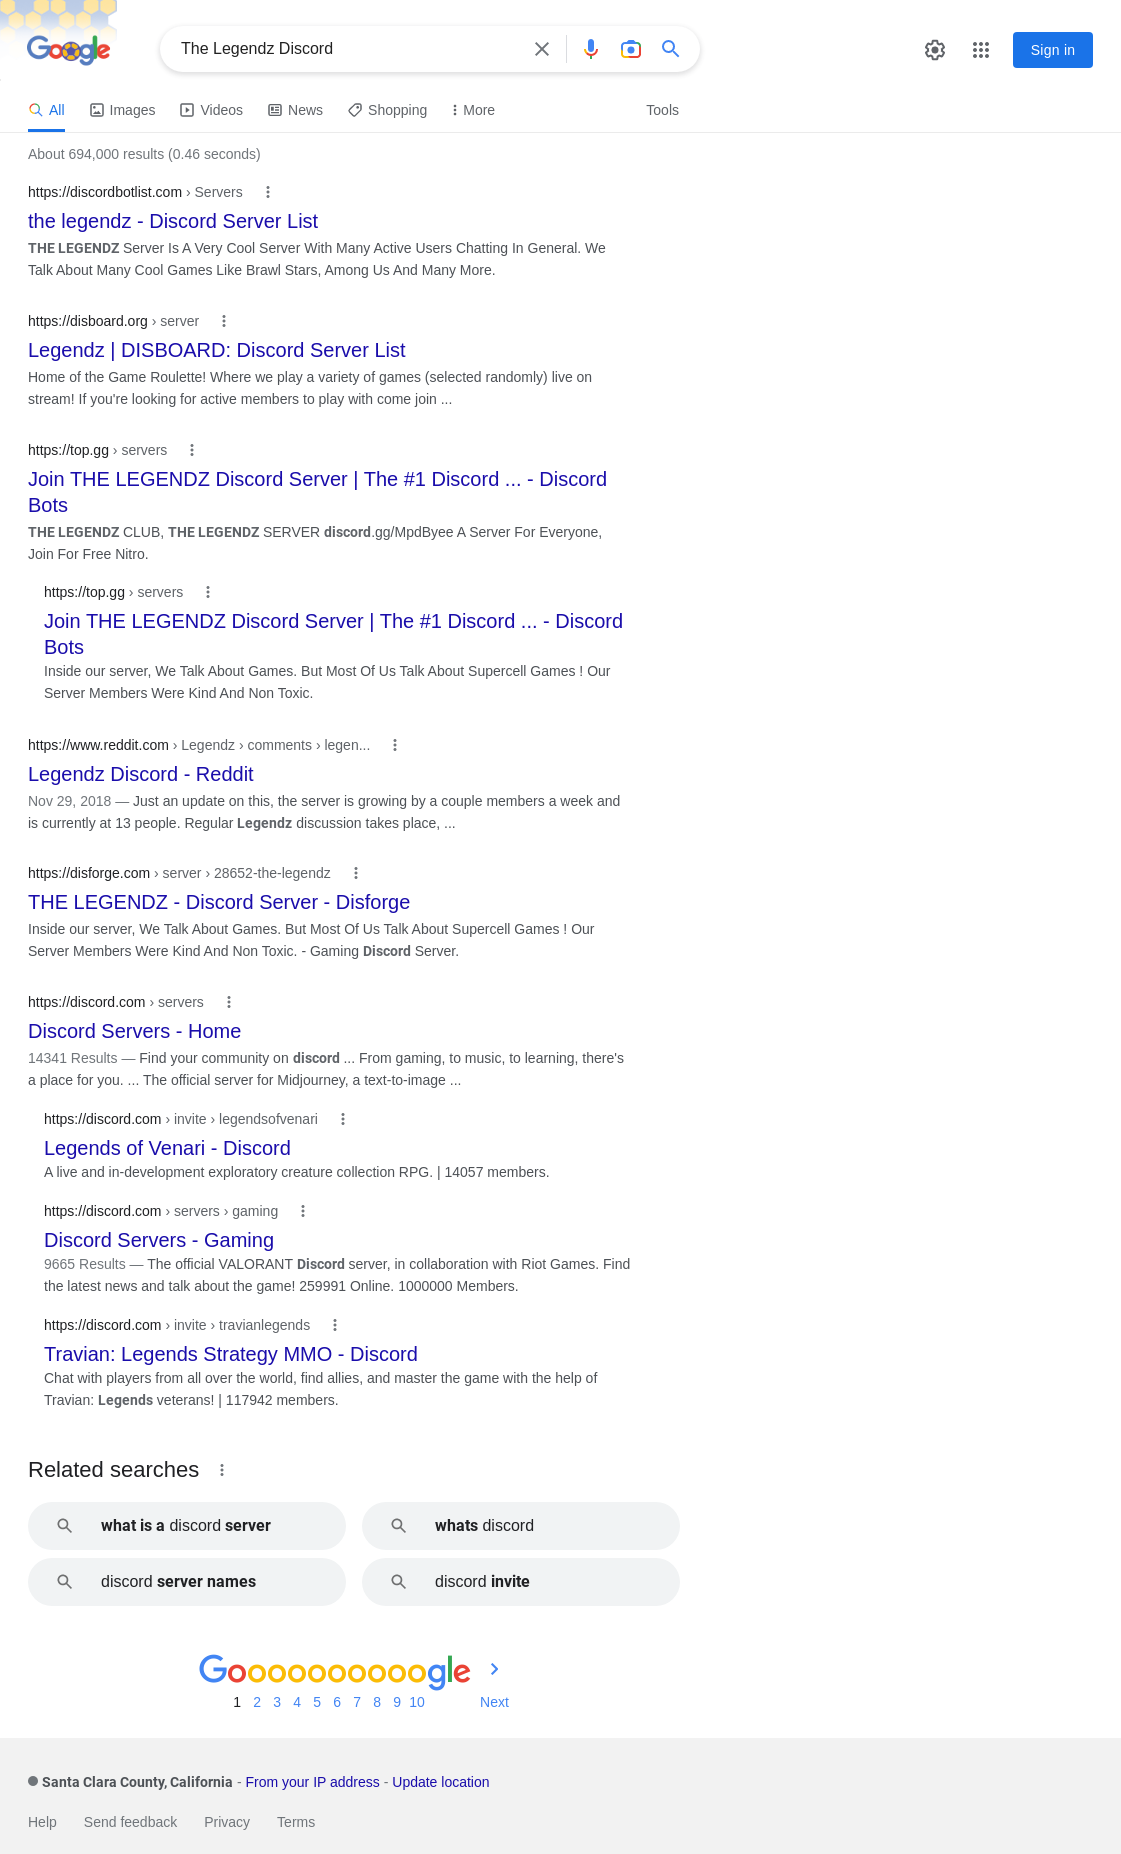 Google
The Legendz Discord
Sign in
All Images Videos News Shopping More Tools
About 694,000 results (0.46 seconds)
https://discordbotlist.com › Servers
the legendz - Discord Server List
THE LEGENDZ Server Is A Very Cool Server With Many Active Users Chatting In General. We
Talk About Many Cool Games Like Brawl Stars, Among Us And Many More.
https://disboard.org › server
Legendz | DISBOARD: Discord Server List
Home of the Game Roulette! Where we play a variety of games (selected randomly) live on
stream! If you're looking for active members to play with come join ...
https://top.gg › servers
Join THE LEGENDZ Discord Server | The #1 Discord ... - Discord
Bots
THE LEGENDZ CLUB, THE LEGENDZ SERVER discord.gg/MpdByee A Server For Everyone,
Join For Free Nitro.
https://top.gg › servers
Join THE LEGENDZ Discord Server | The #1 Discord ... - Discord
Bots
Inside our server, We Talk About Games. But Most Of Us Talk About Supercell Games ! Our
Server Members Were Kind And Non Toxic.
https://www.reddit.com › Legendz › comments › legen...
Legendz Discord - Reddit
Nov 29, 2018 — Just an update on this, the server is growing by a couple members a week and
is currently at 13 people. Regular Legendz discussion takes place, ...
https://disforge.com › server › 28652-the-legendz
THE LEGENDZ - Discord Server - Disforge
Inside our server, We Talk About Games. But Most Of Us Talk About Supercell Games ! Our
Server Members Were Kind And Non Toxic. - Gaming Discord Server.
https://discord.com › servers
Discord Servers - Home
14341 Results — Find your community on discord ... From gaming, to music, to learning, there's
a place for you. ... The official server for Midjourney, a text-to-image ...
https://discord.com › invite › legendsofvenari
Legends of Venari - Discord
A live and in-development exploratory creature collection RPG. | 14057 members.
https://discord.com › servers › gaming
Discord Servers - Gaming
9665 Results — The official VALORANT Discord server, in collaboration with Riot Games. Find
the latest news and talk about the game! 259991 Online. 1000000 Members.
https://discord.com › invite › travianlegends
Travian: Legends Strategy MMO - Discord
Chat with players from all over the world, find allies, and master the game with the help of
Travian: Legends veterans! | 117942 members.
Related searches
what is a discord server
whats discord
discord server names
discord invite
Goooooooooogle
1 2 3 4 5 6 7 8 9 10 Next
Santa Clara County, California - From your IP address - Update location
Help Send feedback Privacy Terms